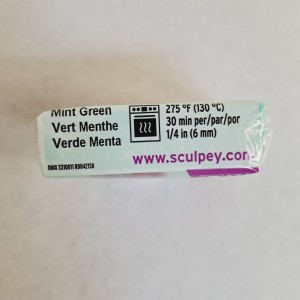 Mint Green
Vert Menthe
Verde Menta
275 °F (130 °C)
30 min per/par/por
1/4 in (6 mm)
www.sculpey.com